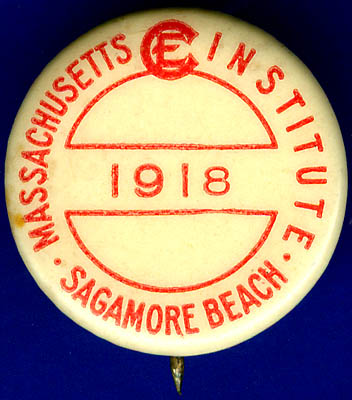 MASSACHUSETTS CE INSTITUTE
1918
· SAGAMORE BEACH ·